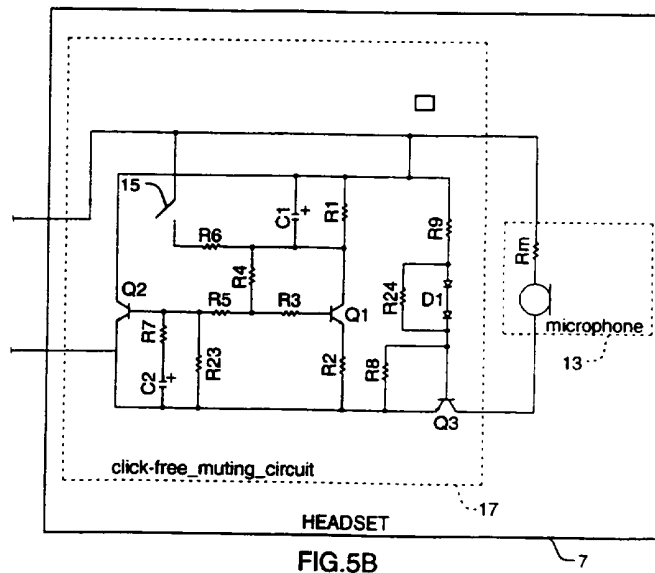 15
C1
+
R1
R9
R6
R4
R24
D1
Rm
Q2
R5
R3
Q1
R7
R23
C2
+
R2
R8
Q3
microphone
13
click-free_muting_circuit
17
HEADSET
7
FIG.5B